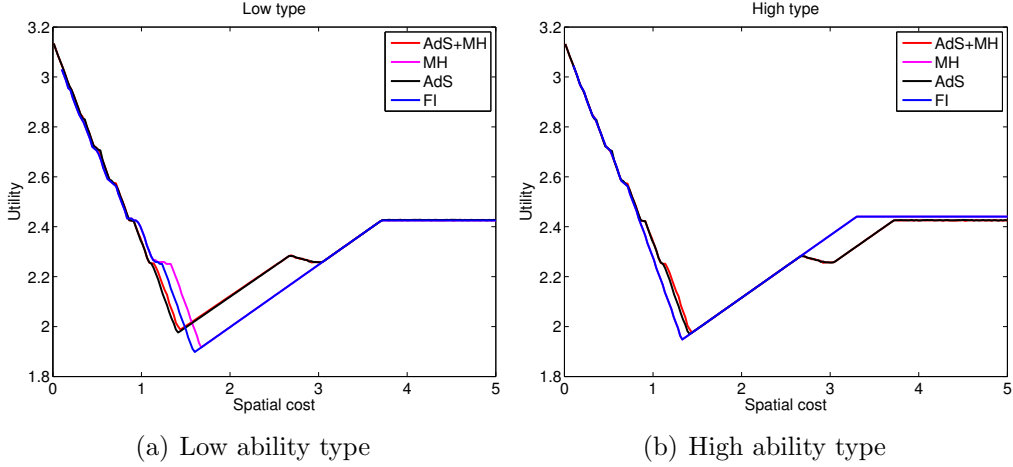 Low type
3.2
3
2.8
2.6
2.4
2.2
2
1.8
Utility
0 1 2 3 4 5
Spatial cost
AdS+MH
MH
AdS
FI
(a) Low ability type
High type
3.2
3
2.8
2.6
2.4
2.2
2
1.8
Utility
0 1 2 3 4 5
Spatial cost
AdS+MH
MH
AdS
FI
(b) High ability type